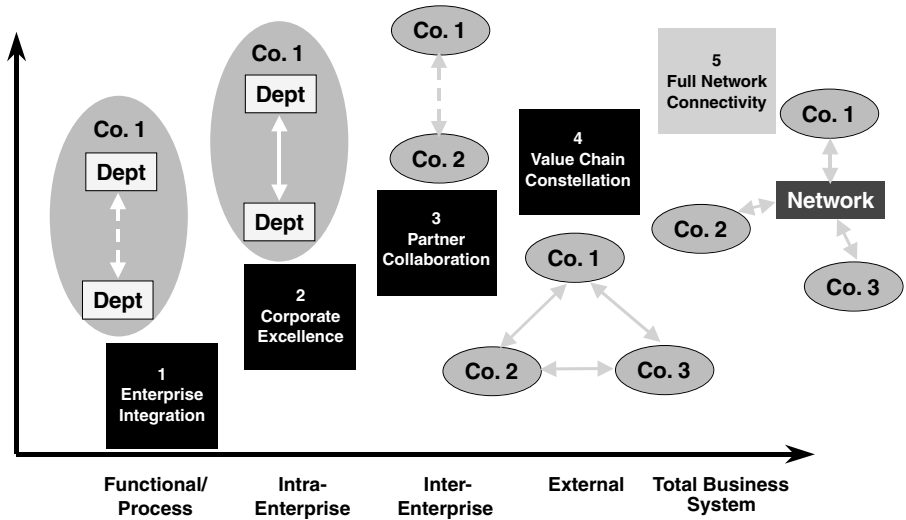 Co. 1
Dept
Dept
1
Enterprise
Integration
Co. 1
Dept
Dept
2
Corporate
Excellence
Co. 1
Co. 2
3
Partner
Collaboration
4
Value Chain
Constellation
Co. 1
Co. 2
Co. 3
5
Full Network
Connectivity
Co. 1
Network
Co. 2
Co. 3
Functional/
Process
Intra-
Enterprise
Inter-
Enterprise
External
Total Business
System